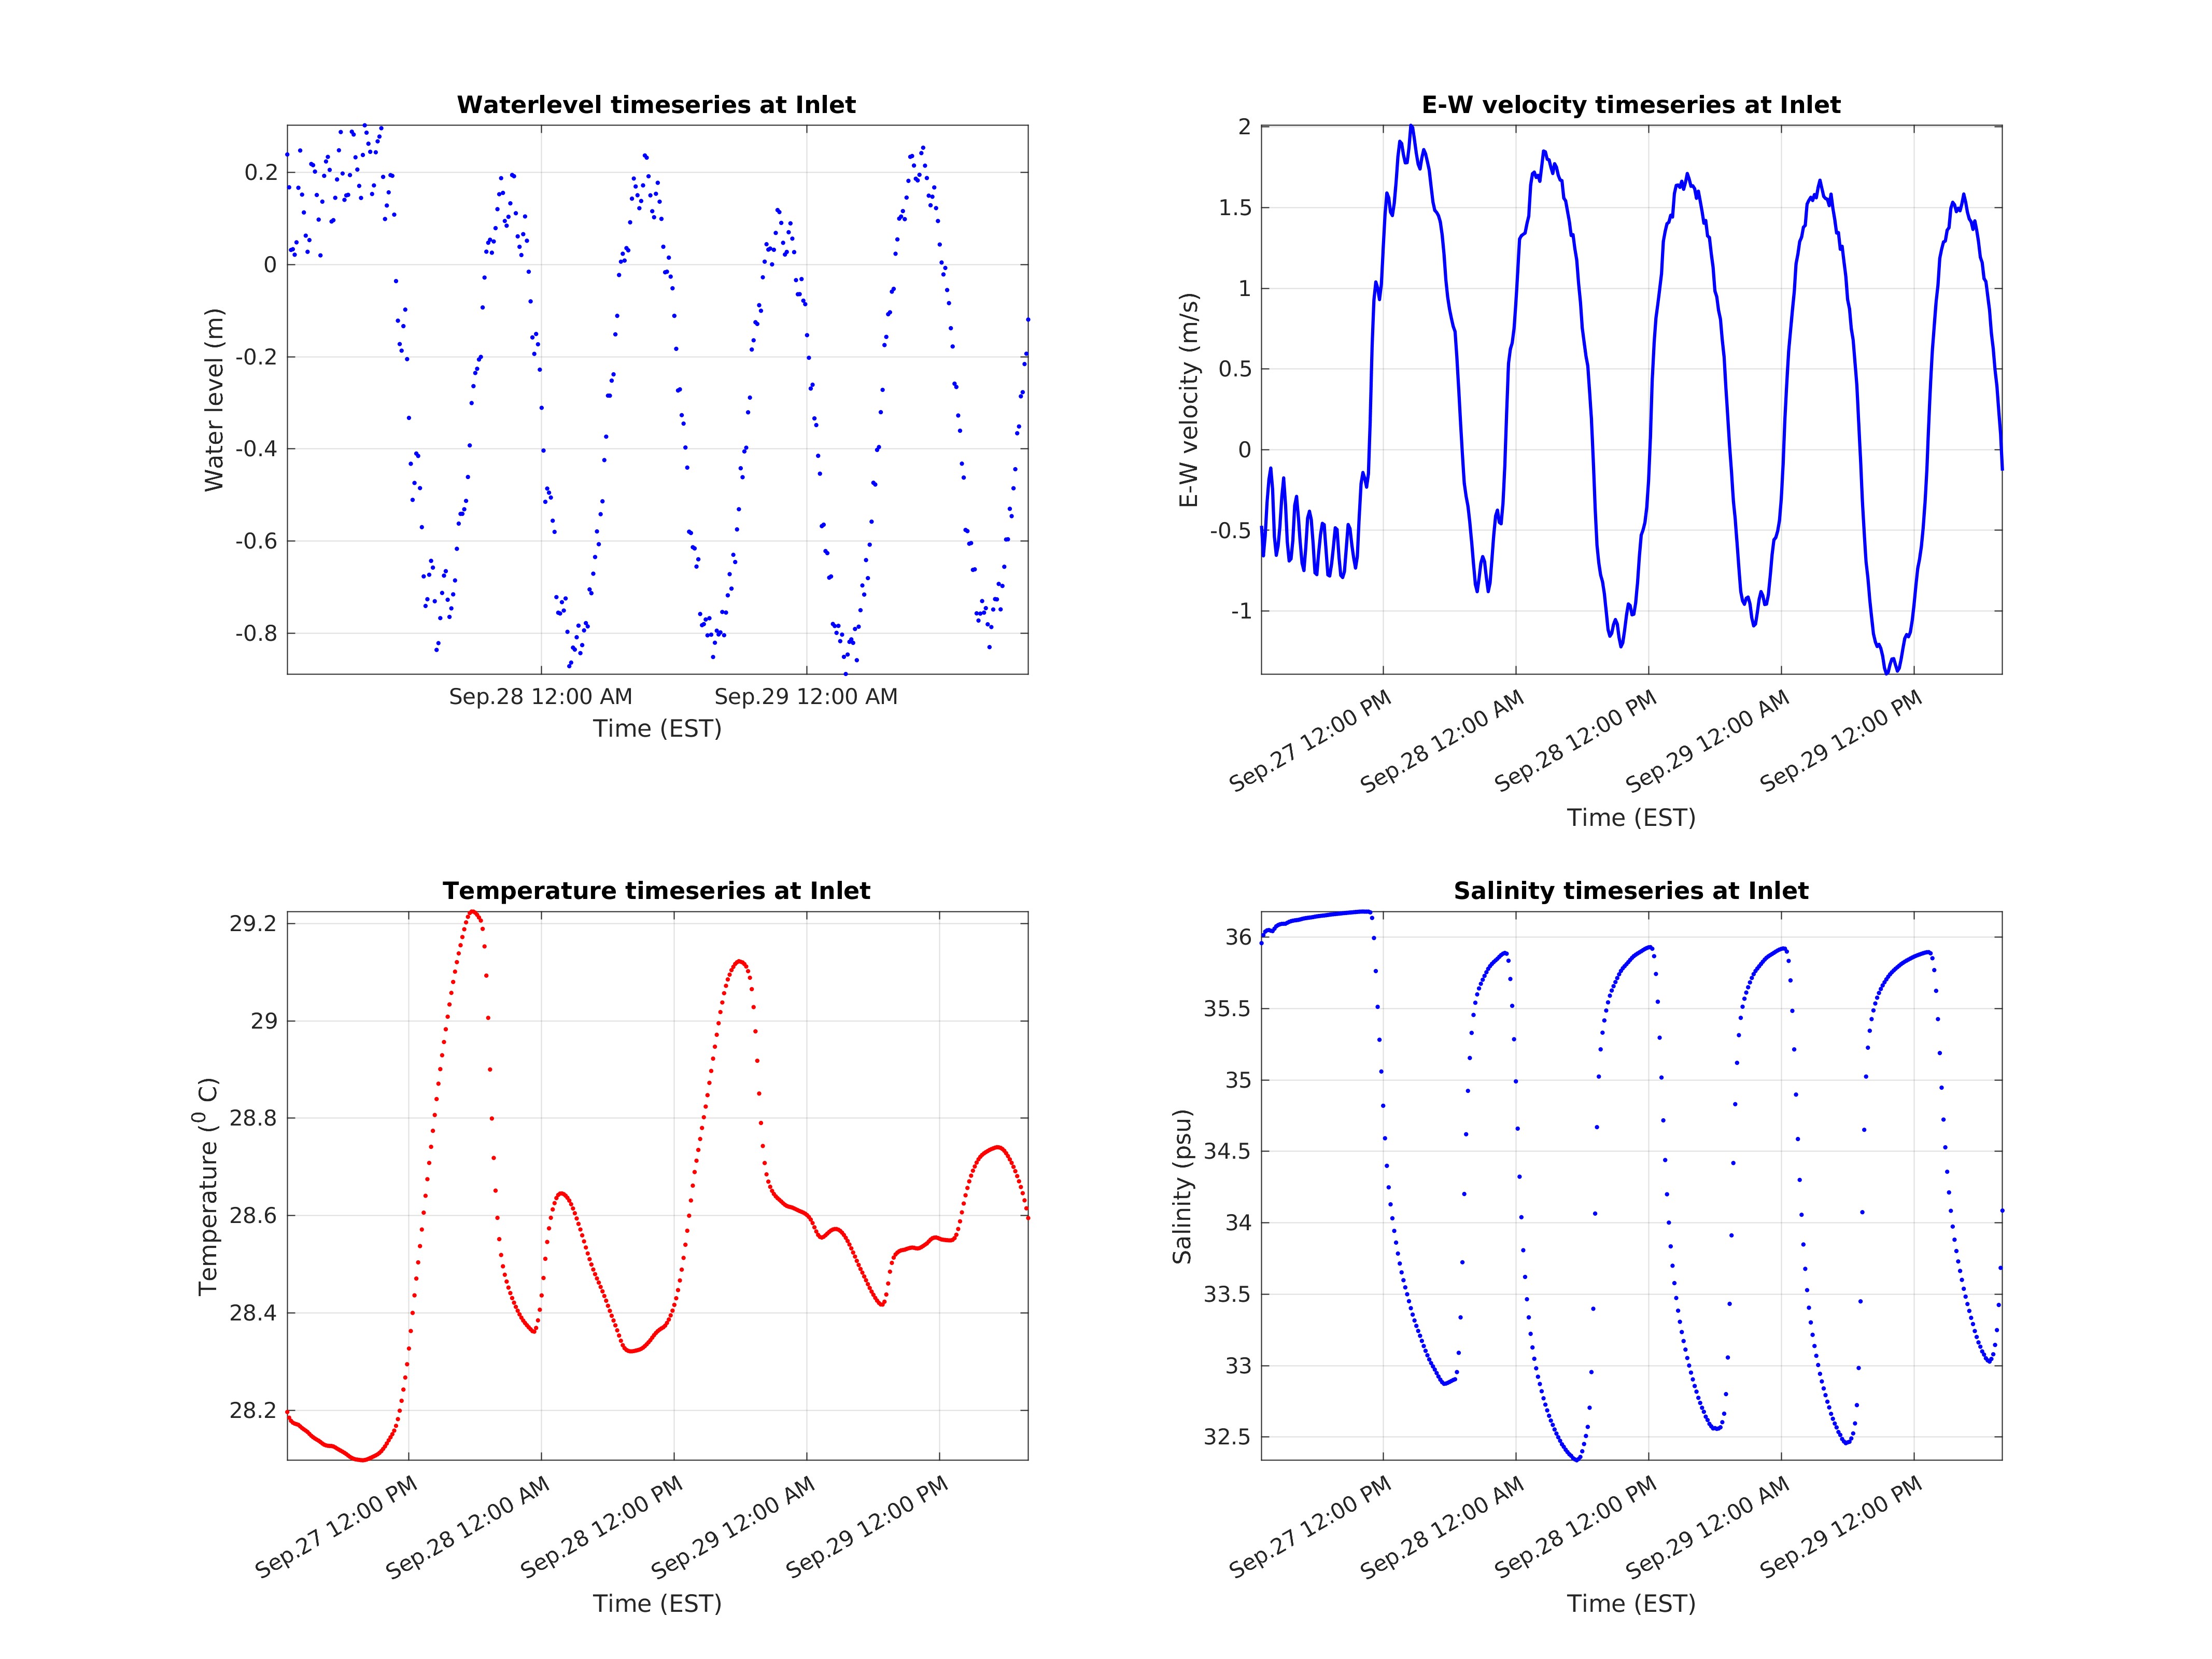 Waterlevel timeseries at Inlet
0.2
0
-0.2
-0.4
-0.6
-0.8
Water level (m)
Sep.28 12:00 AM
Sep.29 12:00 AM
Time (EST)
E-W velocity timeseries at Inlet
2
1.5
1
0.5
0
-0.5
-1
E-W velocity (m/s)
Sep.27 12:00 PM
Sep.28 12:00 AM
Sep.28 12:00 PM
Sep.29 12:00 AM
Sep.29 12:00 PM
Time (EST)
Temperature timeseries at Inlet
29.2
29
28.8
28.6
28.4
28.2
Temperature (⁰ C)
Sep.27 12:00 PM
Sep.28 12:00 AM
Sep.28 12:00 PM
Sep.29 12:00 AM
Sep.29 12:00 PM
Time (EST)
Salinity timeseries at Inlet
36
35.5
35
34.5
34
33.5
33
32.5
Salinity (psu)
Sep.27 12:00 PM
Sep.28 12:00 AM
Sep.28 12:00 PM
Sep.29 12:00 AM
Sep.29 12:00 PM
Time (EST)